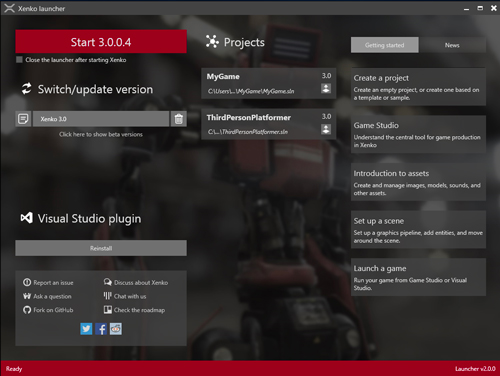 Xenko launcher
Start 3.0.0.4
Close the launcher after starting Xenko
Switch/update version
Xenko 3.0
Click here to show beta versions
Visual Studio plugin
Reinstall
Report an issue
Discuss about Xenko
Ask a question
Chat with us
Fork on GitHub
Check the roadmap
Projects
MyGame 3.0
C:\Users\...\MyGame\MyGame.sln
ThirdPersonPlatformer 3.0
C:\...\ThirdPersonPlatformer.sln
Getting started
News
Create a project
Create an empty project, or create one based on
a template or sample.
Game Studio
Understand the central tool for game production
in Xenko
Introduction to assets
Create and manage images, models, sounds, and
other assets.
Set up a scene
Set up a graphics pipeline, add entities, and move
around the scene.
Launch a game
Run your game from Game Studio or Visual
Studio.
Ready
Launcher v2.0.0